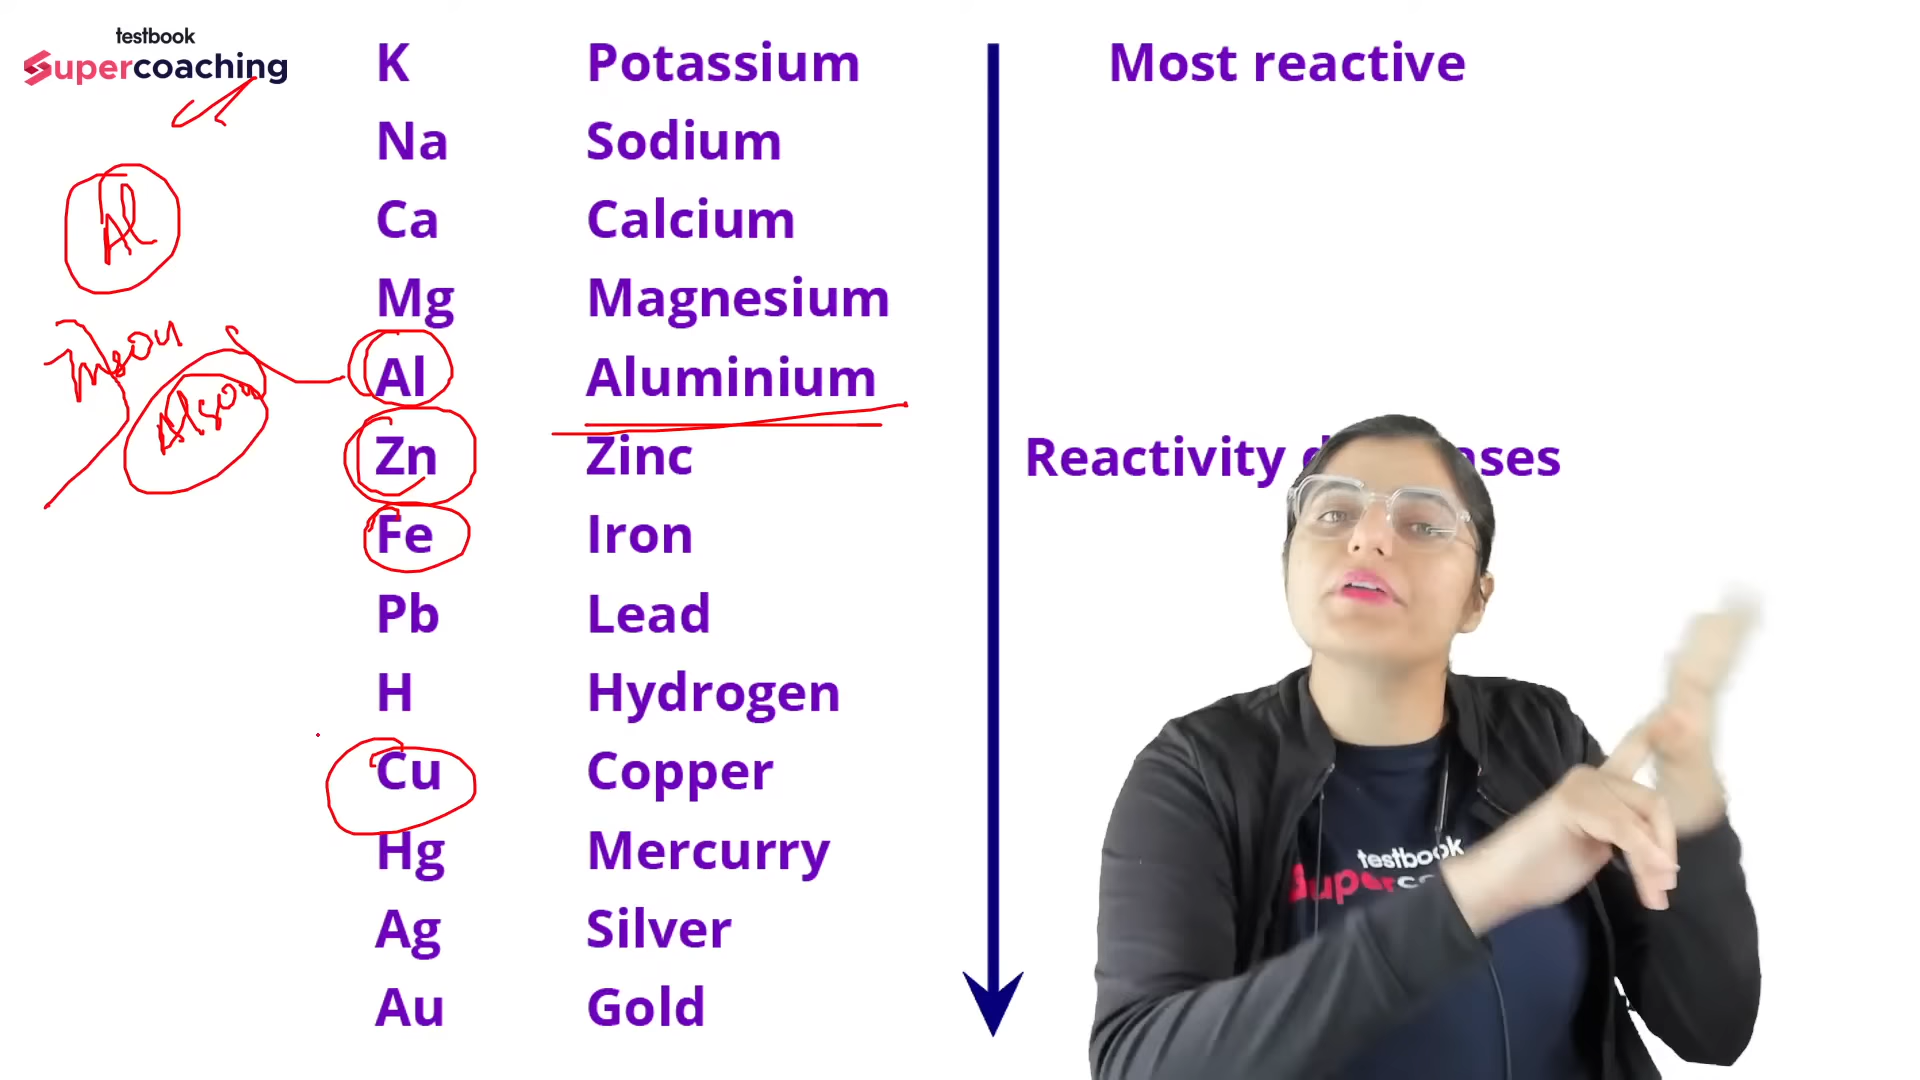 testbook
Supercoaching
K Potassium Most reactive
Na Sodium
Ca Calcium
Mg Magnesium
Al
Al Aluminium
Zn Zinc Reactivity
Fe Iron
Pb Lead
H Hydrogen
Cu Copper
Hg Mercurry
Ag Silver
Au Gold
testbook